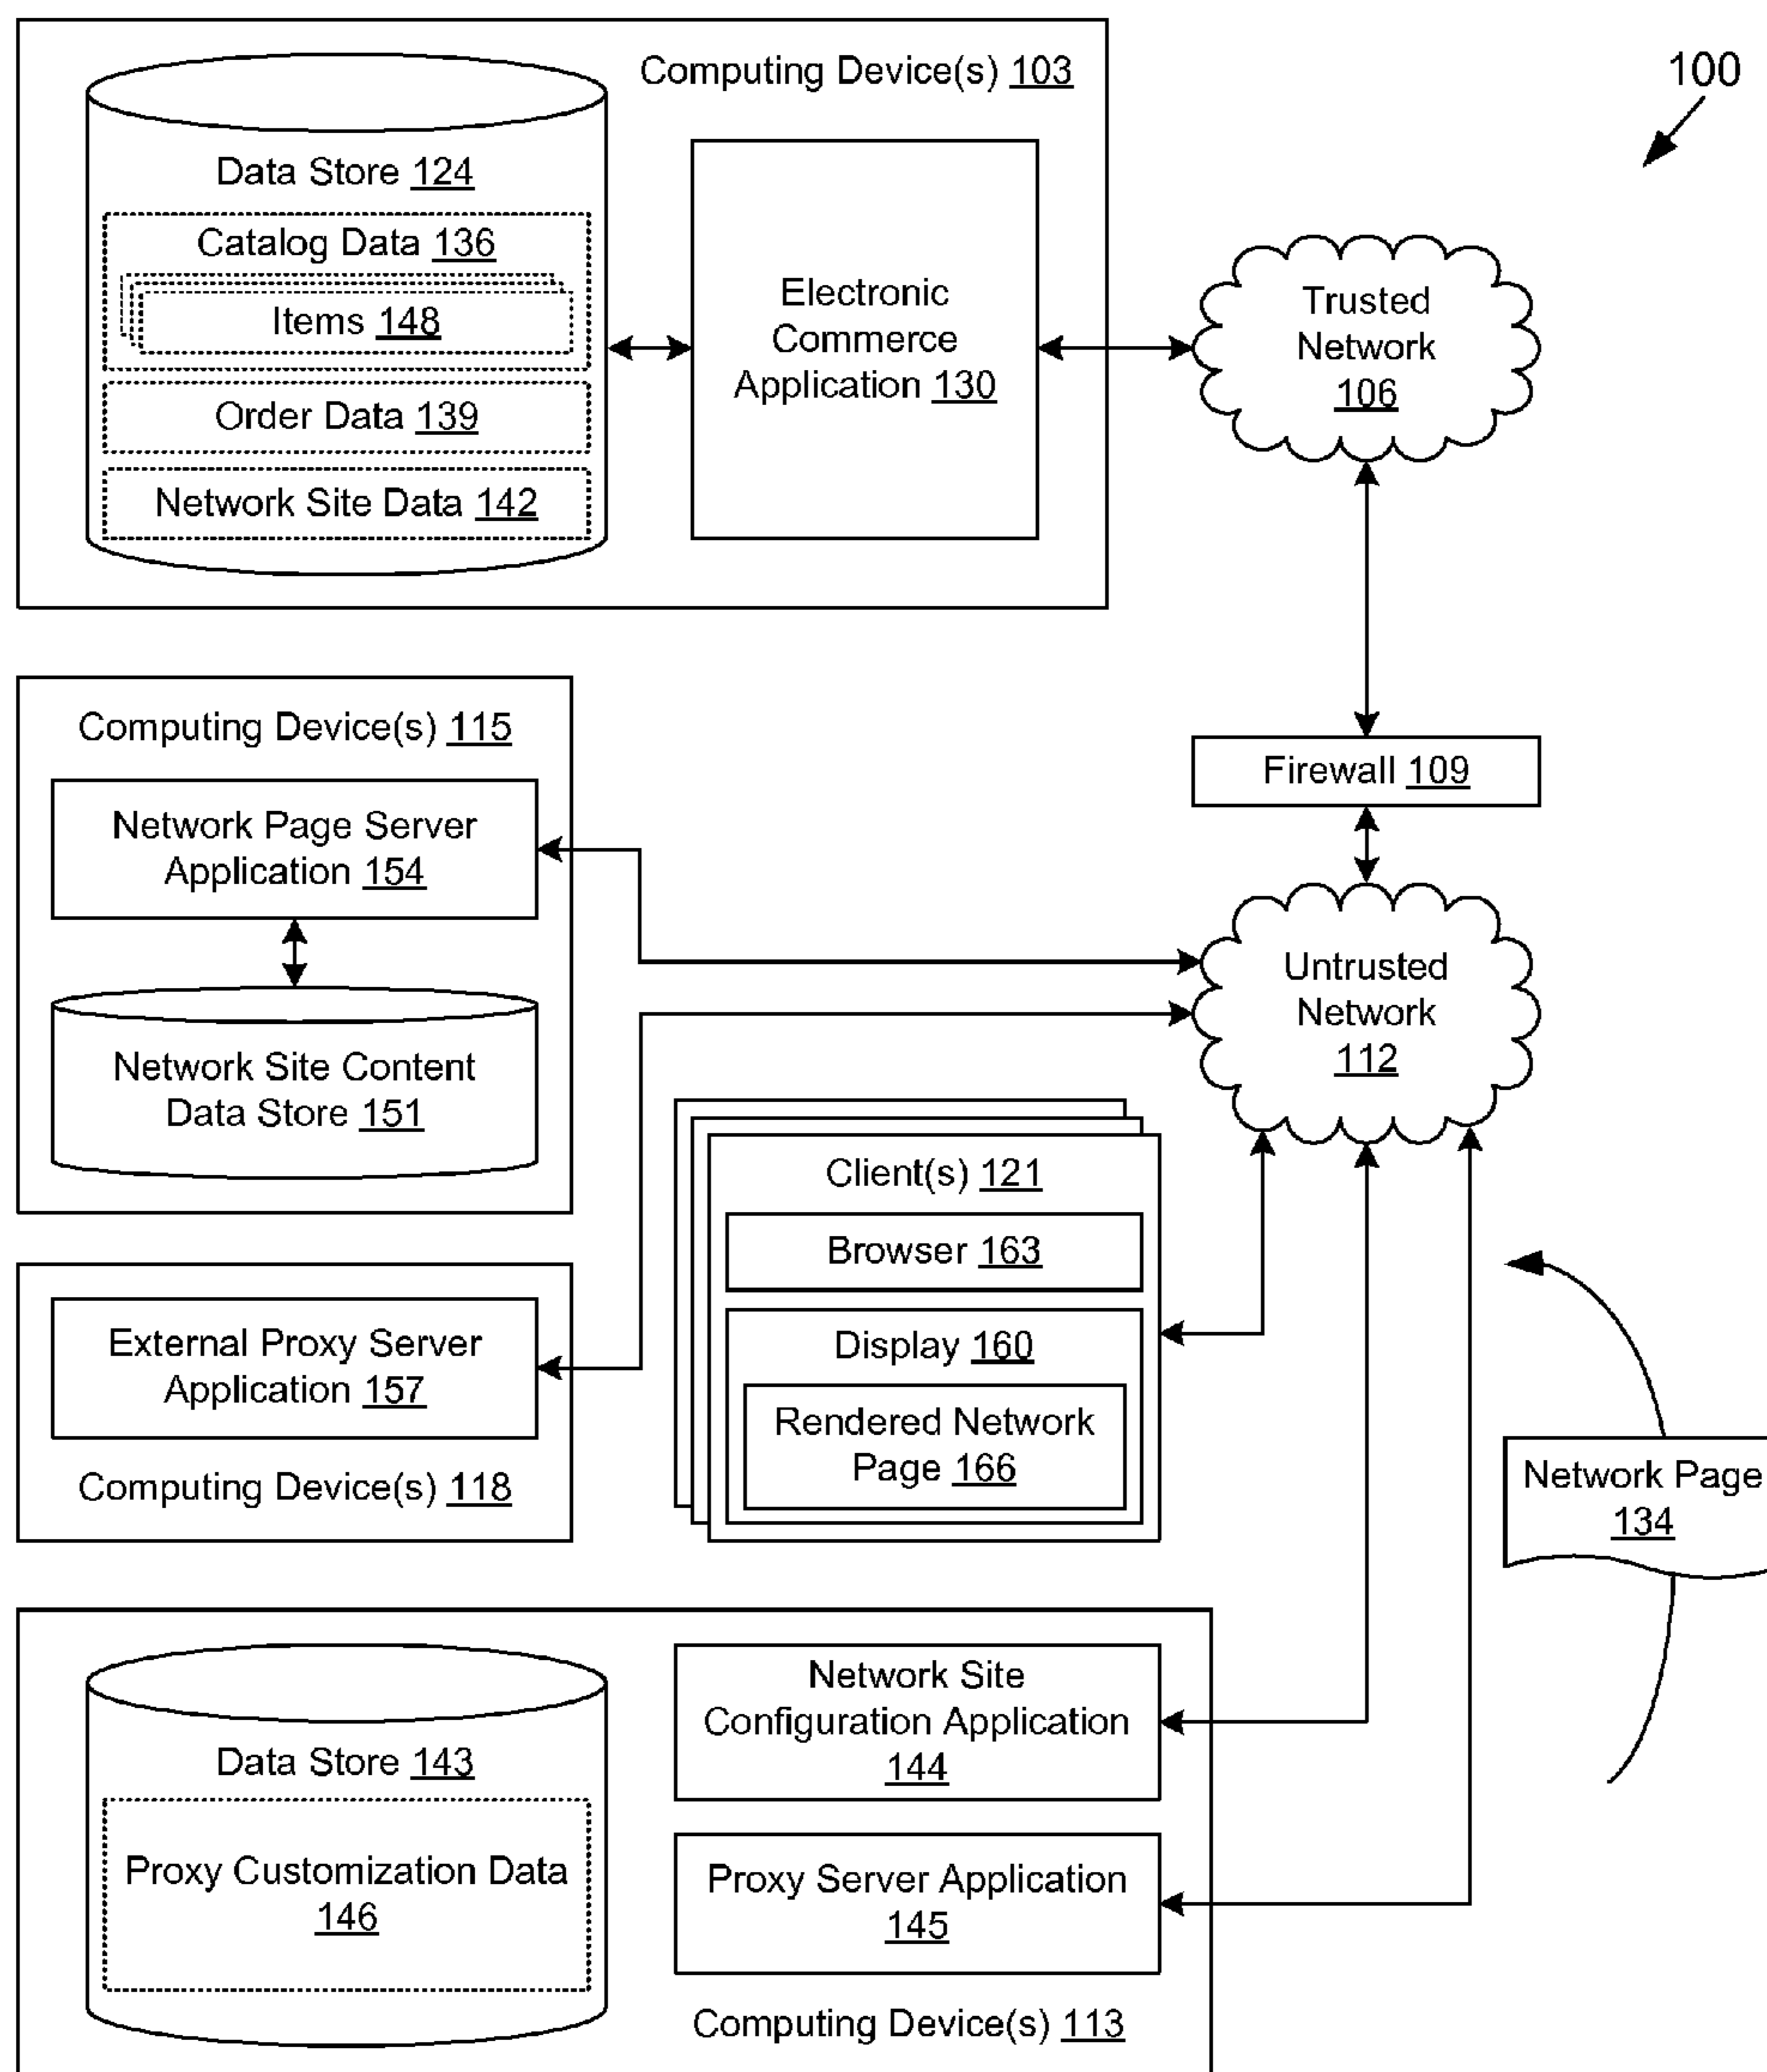 Computing Device(s) 103
100
Data Store 124
Catalog Data 136
Items 148
Order Data 139
Network Site Data 142
Electronic
Commerce
Application 130
Trusted
Network
106
Computing Device(s) 115
Network Page Server
Application 154
Network Site Content
Data Store 151
Firewall 109
Untrusted
Network
112
Client(s) 121
Browser 163
Display 160
Rendered Network
Page 166
External Proxy Server
Application 157
Computing Device(s) 118
Network Page
134
Data Store 143
Proxy Customization Data
146
Network Site
Configuration Application
144
Proxy Server Application
145
Computing Device(s) 113